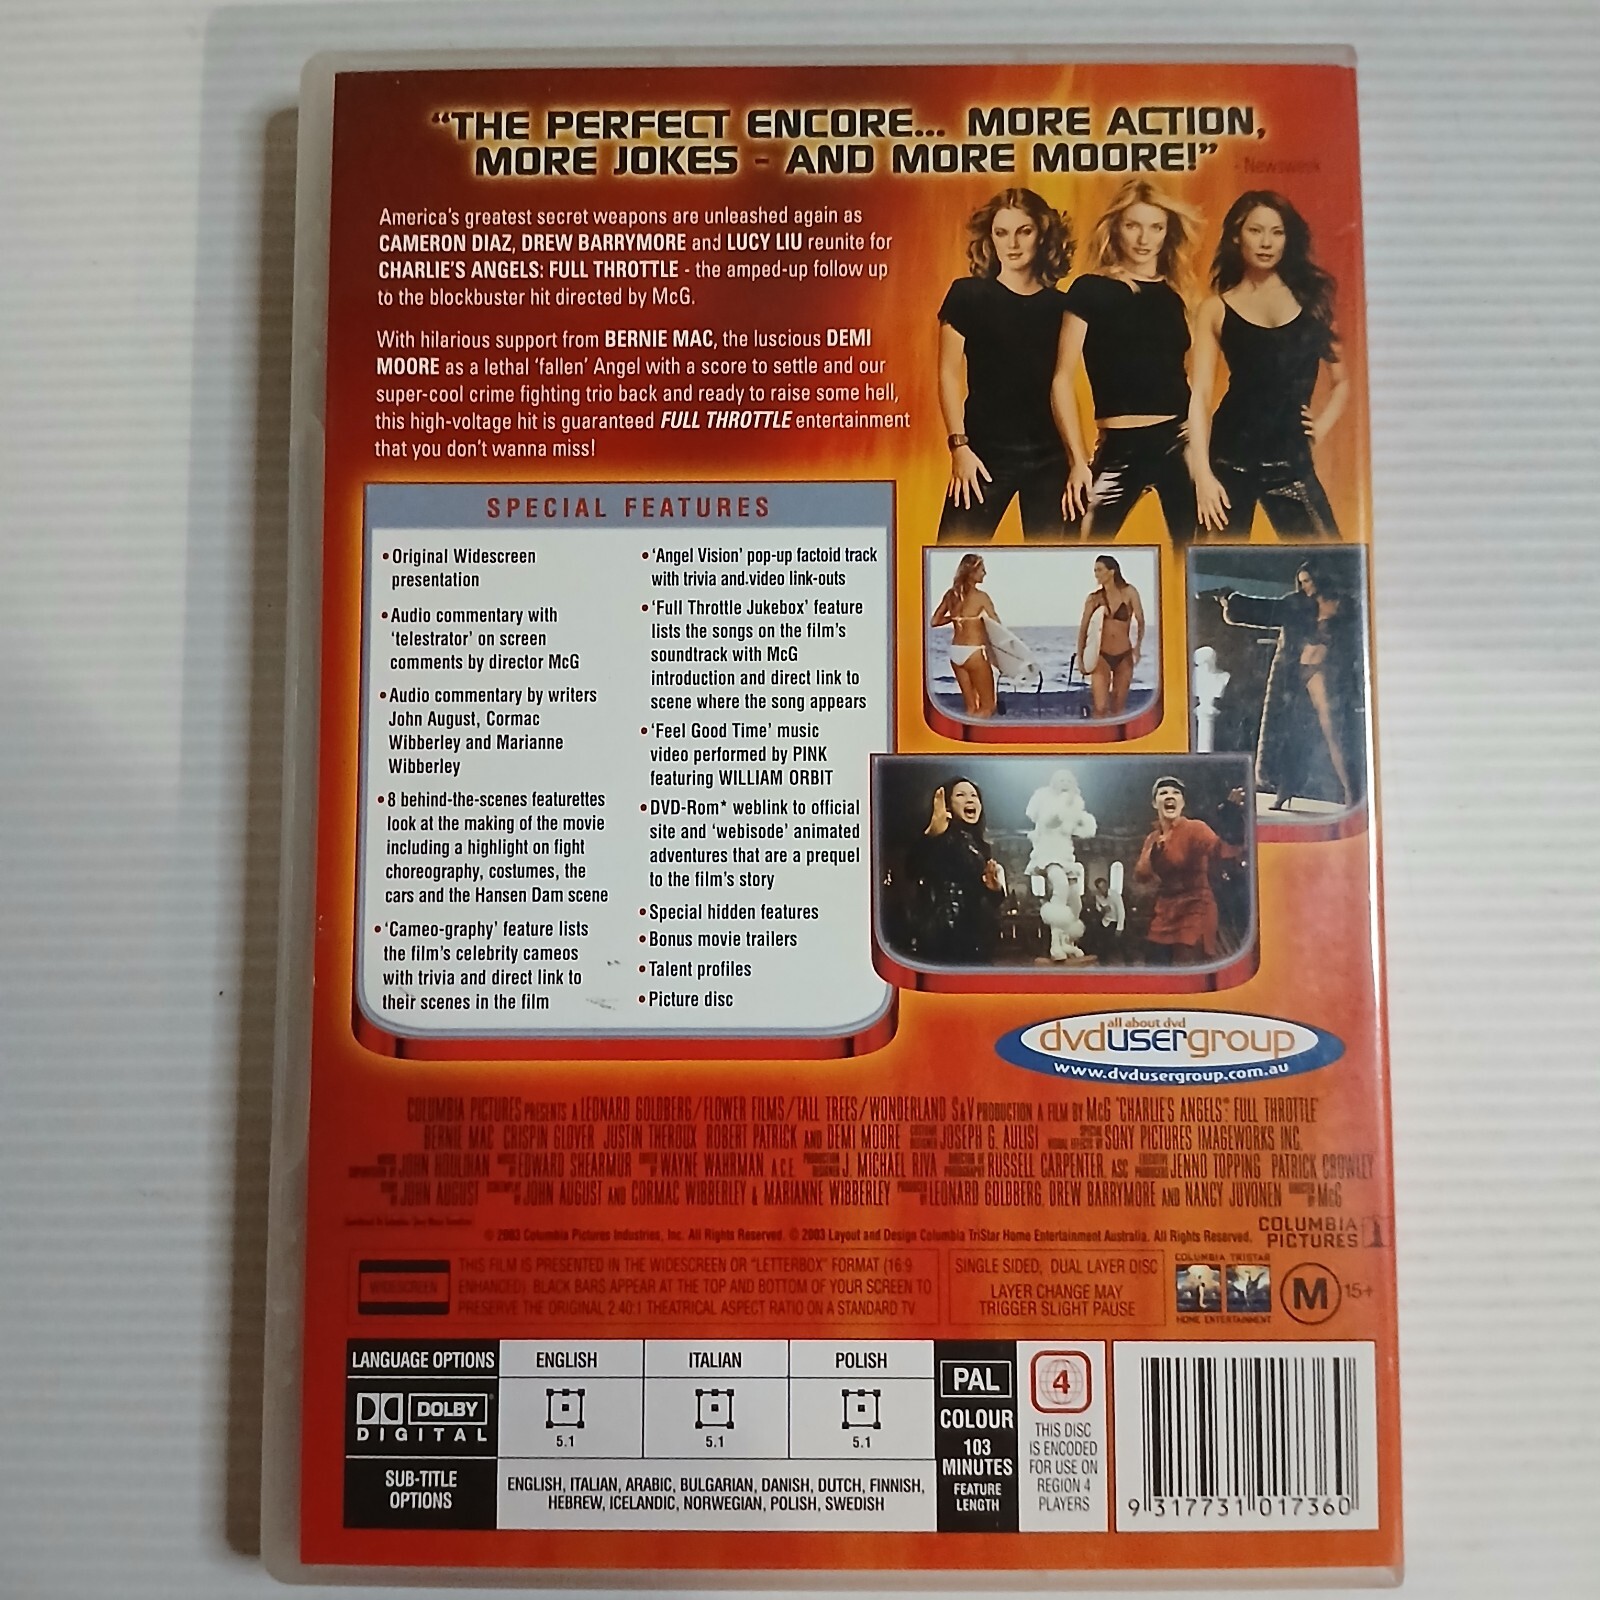 “THE PERFECT ENCORE... MORE ACTION,
MORE JOKES - AND MORE MOORE!”
- Newsweek
America's greatest secret weapons are unleashed again as
CAMERON DIAZ, DREW BARRYMORE and LUCY LIU reunite for
CHARLIE'S ANGELS: FULL THROTTLE - the amped-up follow up
to the blockbuster hit directed by McG.
With hilarious support from BERNIE MAC, the luscious DEMI
MOORE as a lethal 'fallen' Angel with a score to settle and our
super-cool crime fighting trio back and ready to raise some hell,
this high-voltage hit is guaranteed FULL THROTTLE entertainment
that you don't wanna miss!
SPECIAL FEATURES
• Original Widescreen
presentation
• Audio commentary with
'telestrator' on screen
comments by director McG
• Audio commentary by writers
John August, Cormac
Wibberley and Marianne
Wibberley
• 8 behind-the-scenes featurettes
look at the making of the movie
including a highlight on fight
choreography, costumes, the
cars and the Hansen Dam scene
• 'Cameo-graphy' feature lists
the film's celebrity cameos
with trivia and direct link to
their scenes in the film
• 'Angel Vision' pop-up factoid track
with trivia and video link-outs
• 'Full Throttle Jukebox' feature
lists the songs on the film's
soundtrack with McG
introduction and direct link to
scene where the song appears
• 'Feel Good Time' music
video performed by PINK
featuring WILLIAM ORBIT
• DVD-Rom* weblink to official
site and 'webisode' animated
adventures that are a prequel
to the film's story
• Special hidden features
• Bonus movie trailers
• Talent profiles
• Picture disc
all about dvd
dvdusergroup
www.dvdusergroup.com.au
COLUMBIA PICTURES PRESENTS A LEONARD GOLDBERG/FLOWER FILMS/TALL TREES/WONDERLAND S&V PRODUCTION A FILM BY McG "CHARLIE'S ANGELS: FULL THROTTLE"
BERNIE MAC CRISPIN GLOVER JUSTIN THEROUX ROBERT PATRICK AND DEMI MOORE JOSEPH G. AULISI SONY PICTURES IMAGEWORKS INC.
JOHN HOULIHAN EDWARD SHEARMUR WAYNE WAHRMAN, A.C.E. J. MICHAEL RIVA RUSSELL CARPENTER, ASC JENNO TOPPING PATRICK CROWLEY
JOHN AUGUST JOHN AUGUST AND CORMAC WIBBERLEY & MARIANNE WIBBERLEY LEONARD GOLDBERG, DREW BARRYMORE AND NANCY JUVONEN McG
© 2003 Columbia Pictures Industries, Inc. All Rights Reserved. © 2003 Layout and Design Columbia TriStar Home Entertainment Australia. All Rights Reserved.
COLUMBIA
PICTURES
WIDESCREEN
THIS FILM IS PRESENTED IN THE WIDESCREEN OR "LETTERBOX" FORMAT (16:9
ENHANCED). BLACK BARS APPEAR AT THE TOP AND BOTTOM OF YOUR SCREEN TO
PRESERVE THE ORIGINAL 2.40:1 THEATRICAL ASPECT RATIO ON A STANDARD TV.
SINGLE SIDED, DUAL LAYER DISC
LAYER CHANGE MAY
TRIGGER SLIGHT PAUSE
COLUMBIA TRISTAR
HOME ENTERTAINMENT
M 15+
LANGUAGE OPTIONS
ENGLISH ITALIAN POLISH
DOLBY
DIGITAL
5.1 5.1 5.1
SUB-TITLE
OPTIONS
ENGLISH, ITALIAN, ARABIC, BULGARIAN, DANISH, DUTCH, FINNISH,
HEBREW, ICELANDIC, NORWEGIAN, POLISH, SWEDISH
PAL
COLOUR
103
MINUTES
FEATURE
LENGTH
4
THIS DISC
IS ENCODED
FOR USE ON
REGION 4
PLAYERS
9 317731 017360